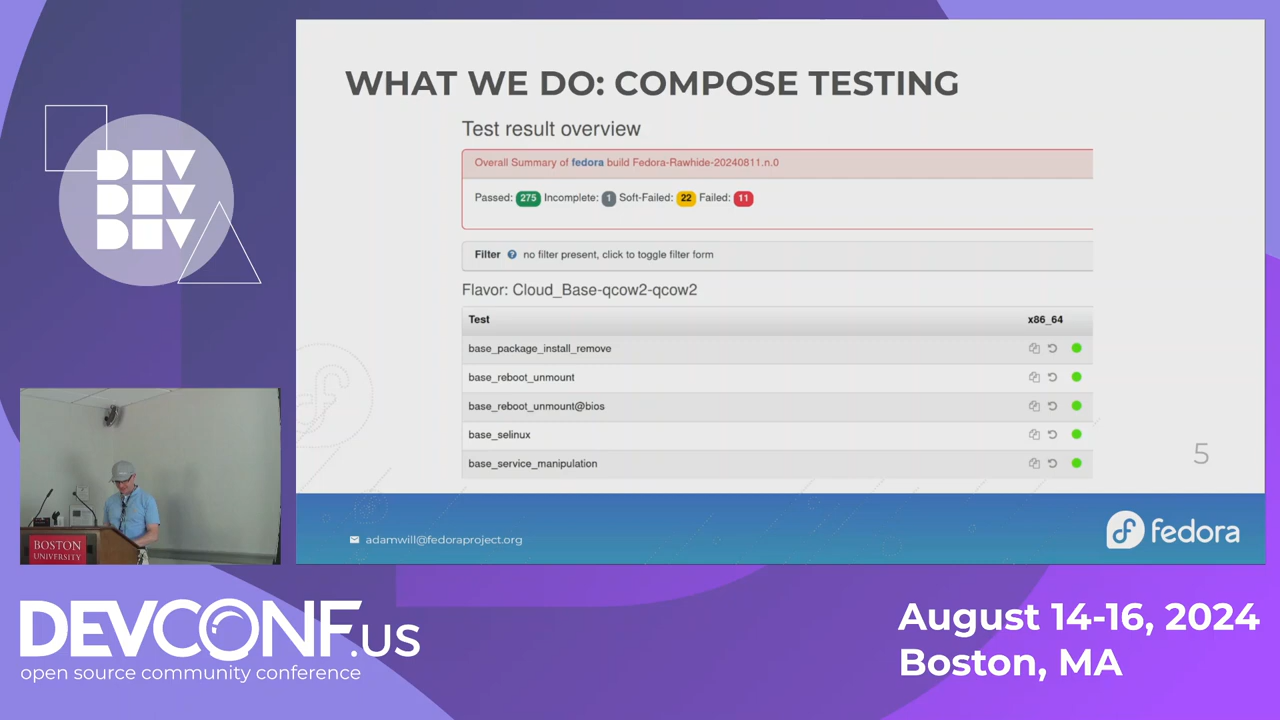 WHAT WE DO: COMPOSE TESTING
Test result overview
Overall Summary of fedora build Fedora-Rawhide-20240811.n.0
Passed: 275 Incomplete: 1 Soft-Failed: 22 Failed: 11
Filter ? no filter present, click to toggle filter form
Flavor: Cloud_Base-qcow2-qcow2
Test x86_64
base_package_install_remove
base_reboot_unmount
base_reboot_unmount@bios
base_selinux
base_service_manipulation
5
adamwill@fedoraproject.org
fedora
DEV
DEV
DEV
BOSTON
UNIVERSITY
DEVCONF.US
open source community conference
August 14-16, 2024
Boston, MA